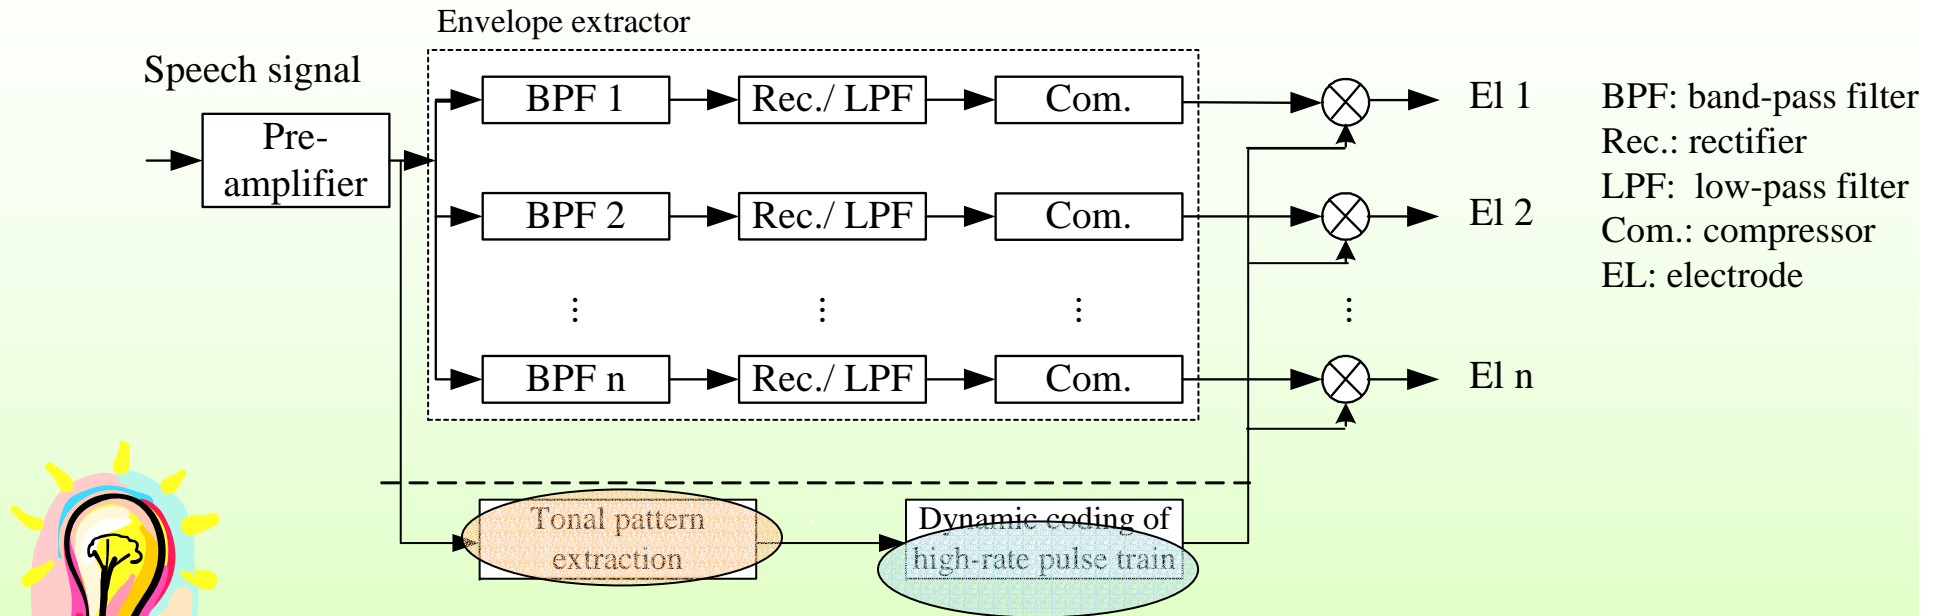 Envelope extractor
Speech signal
Pre-
amplifier
BPF 1
Rec./ LPF
Com.
El 1
BPF 2
Rec./ LPF
Com.
El 2
⋮ ⋮ ⋮ ⋮
BPF n
Rec./ LPF
Com.
El n
Tonal pattern
extraction
Dynamic coding of
high-rate pulse train
BPF: band-pass filter
Rec.: rectifier
LPF: low-pass filter
Com.: compressor
EL: electrode